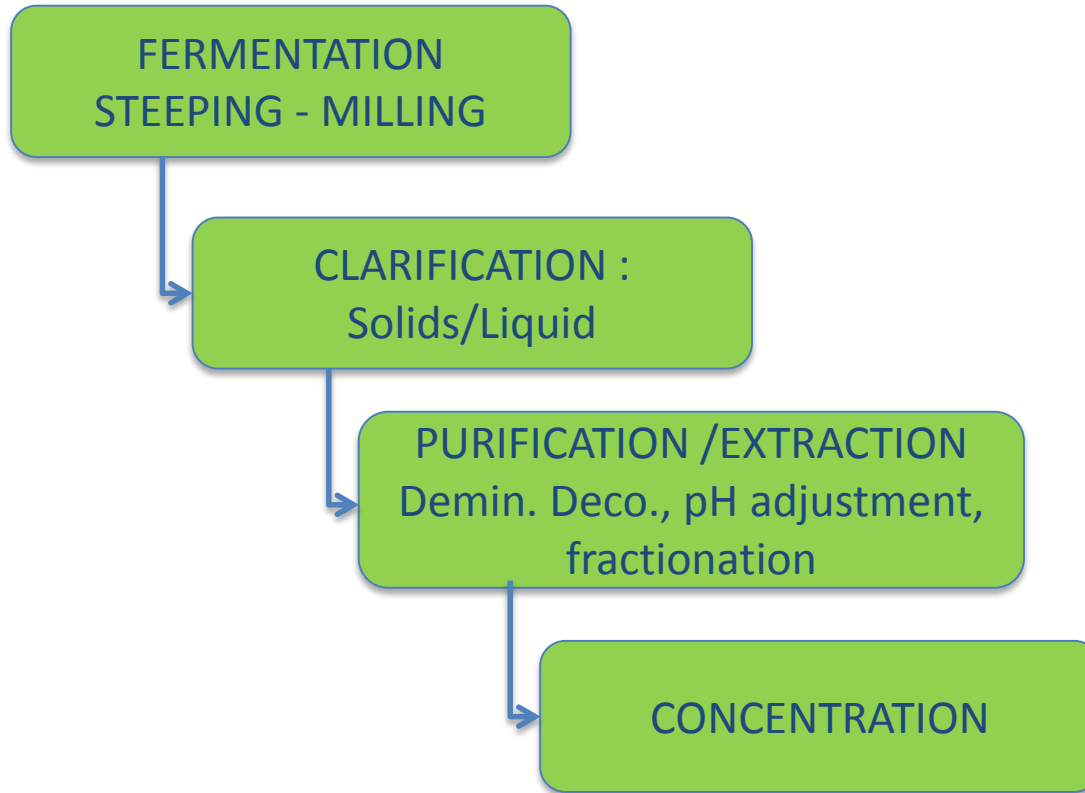 FERMENTATION
STEEPING - MILLING
CLARIFICATION :
Solids/Liquid
PURIFICATION /EXTRACTION
Demin. Deco., pH adjustment,
fractionation
CONCENTRATION